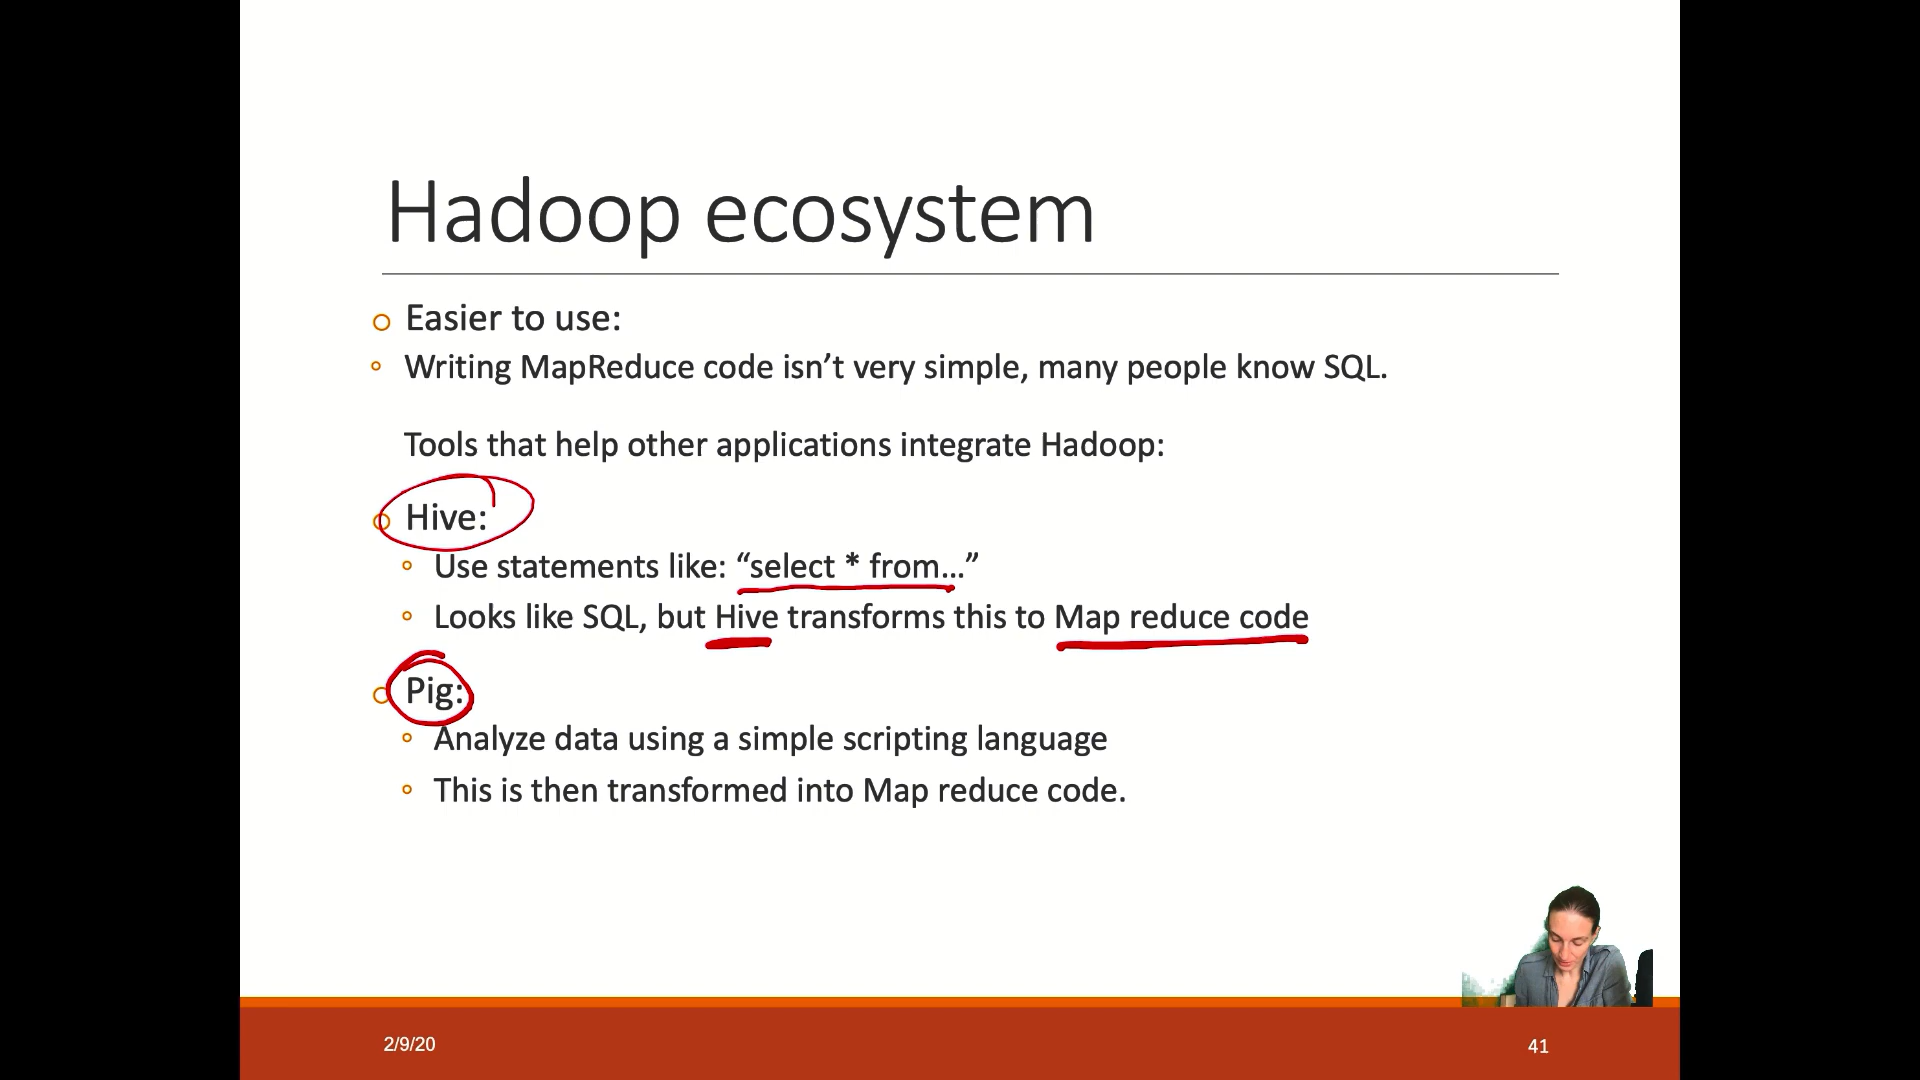 Hadoop ecosystem
Easier to use:
Writing MapReduce code isn’t very simple, many people know SQL.
Tools that help other applications integrate Hadoop:
Hive:
Use statements like: “select * from…”
Looks like SQL, but Hive transforms this to Map reduce code
Pig:
Analyze data using a simple scripting language
This is then transformed into Map reduce code.
2/9/20
41